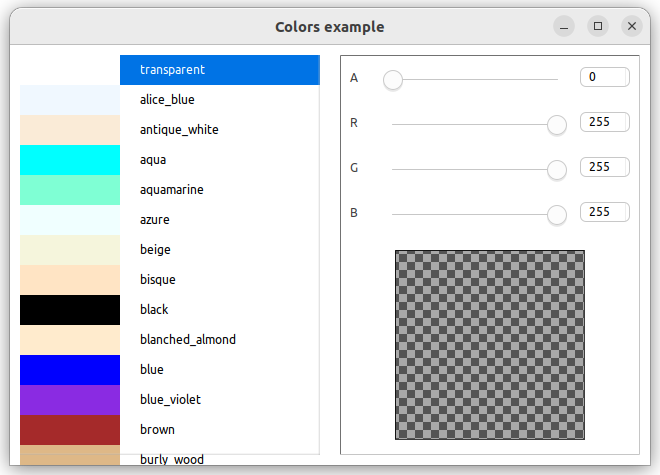 Colors example
transparent
alice_blue
antique_white
aqua
aquamarine
azure
beige
bisque
black
blanched_almond
blue
blue_violet
brown
burly_wood
A 0
R 255
G 255
B 255